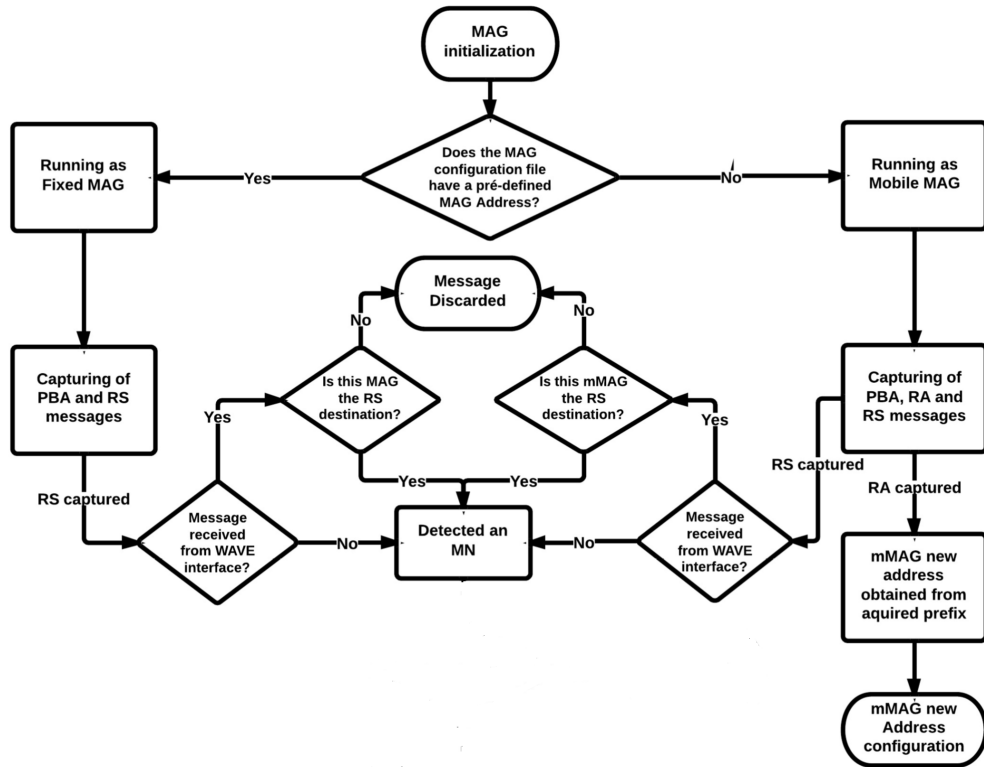 MAG
initialization
Does the MAG
configuration file
have a pré-defined
MAG Address?
Yes
No
Running as
Fixed MAG
Running as
Mobile MAG
Message
Discarded
No
No
Is this MAG
the RS
destination?
Is this mMAG
the RS
destination?
Capturing of
PBA and RS
messages
Capturing of
PBA, RA and
RS messages
Yes
Yes
RS captured
RS captured
RA captured
Yes
Yes
Message
received
from WAVE
interface?
No
Detected an
MN
No
Message
received
from WAVE
interface?
mMAG new
address
obtained from
aquired prefix
mMAG new
Address
configuration